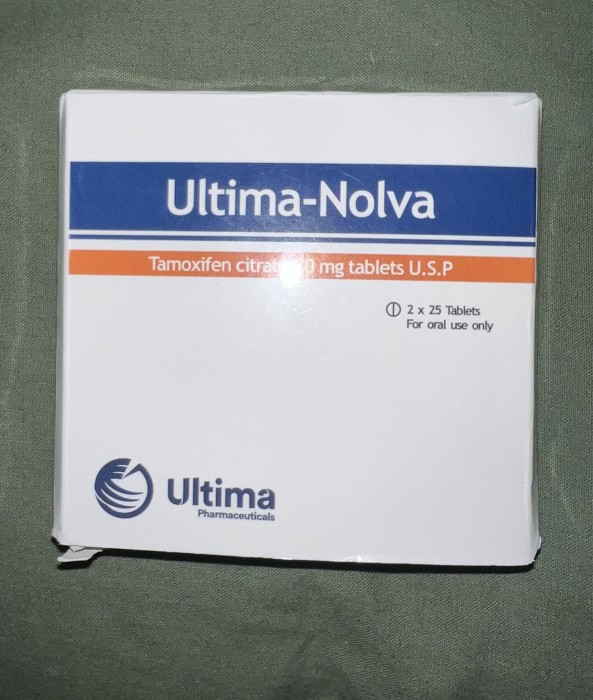 Ultima-Nolva
Tamoxifen mg tablets U.S.P
2 x 25 Tablets
For oral use only
Ultima
Pharmaceuticals